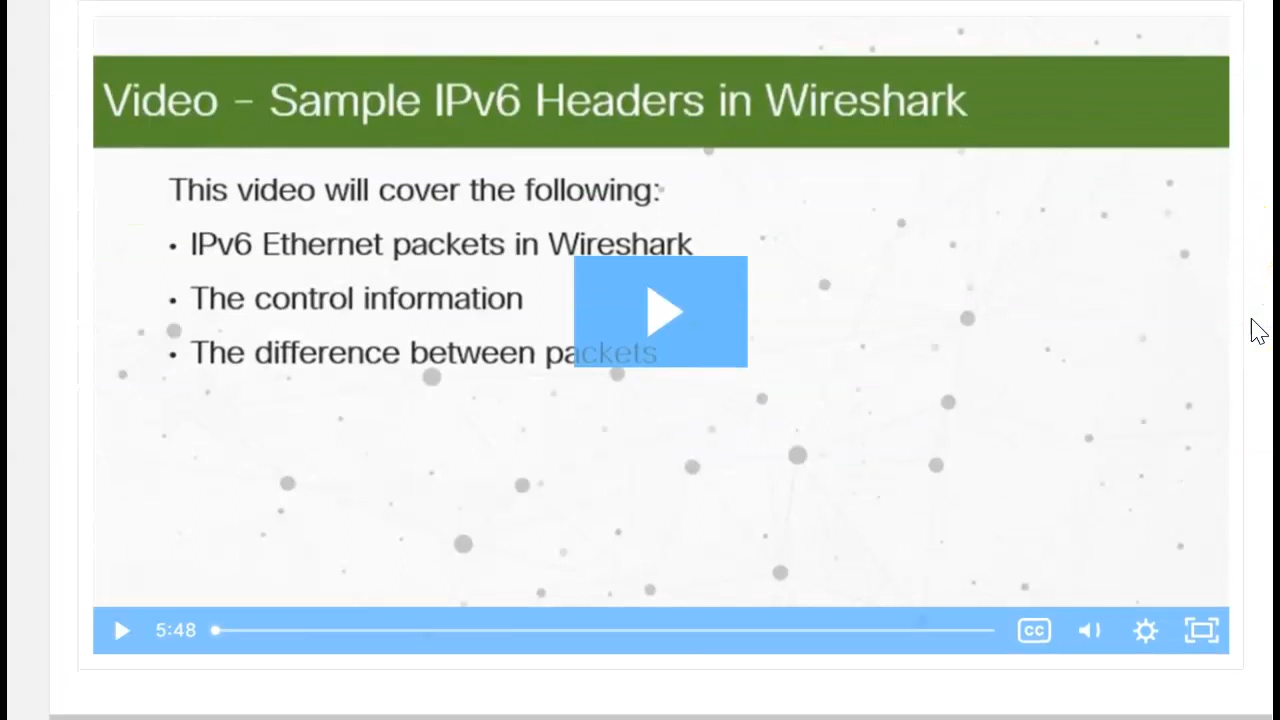 Video – Sample IPv6 Headers in Wireshark
This video will cover the following:
• IPv6 Ethernet packets in Wireshark
• The control information
• The difference between packets
5:48
CC